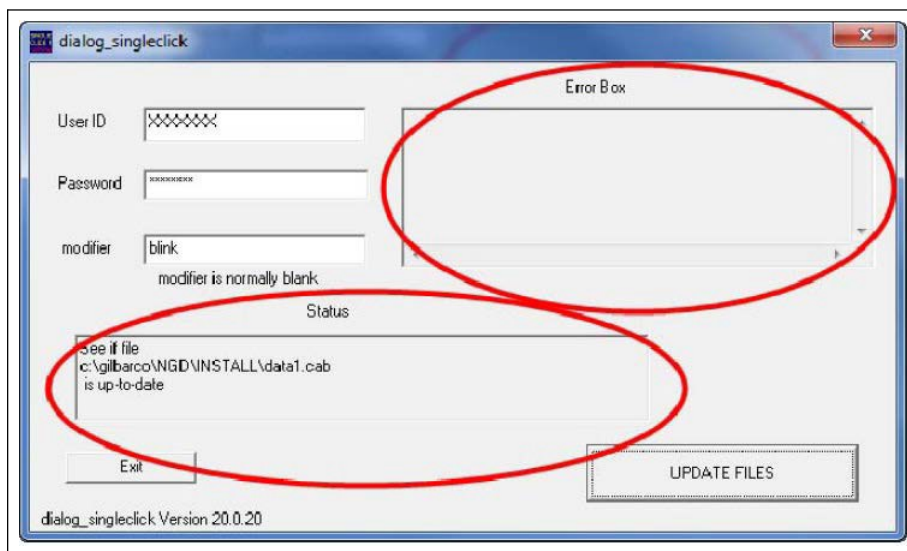 dialog_singleclick
Error Box
User ID XXXXXXX
Password ********
modifier blink
modifier is normally blank
Status
See if file
c:\gilbarco\NGD\INSTALL\data1.cab
is up-to-date
Exit
UPDATE FILES
dialog_singleclick Version 20.0.20